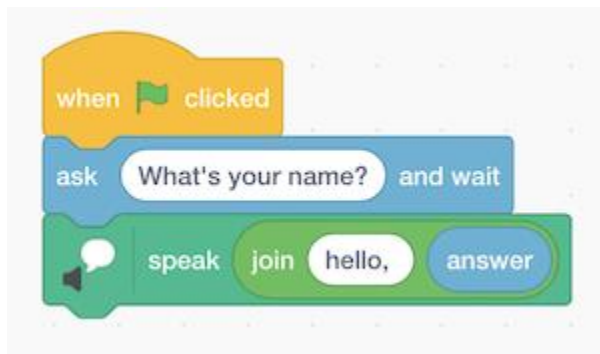 when clicked
ask What's your name? and wait
speak join hello, answer